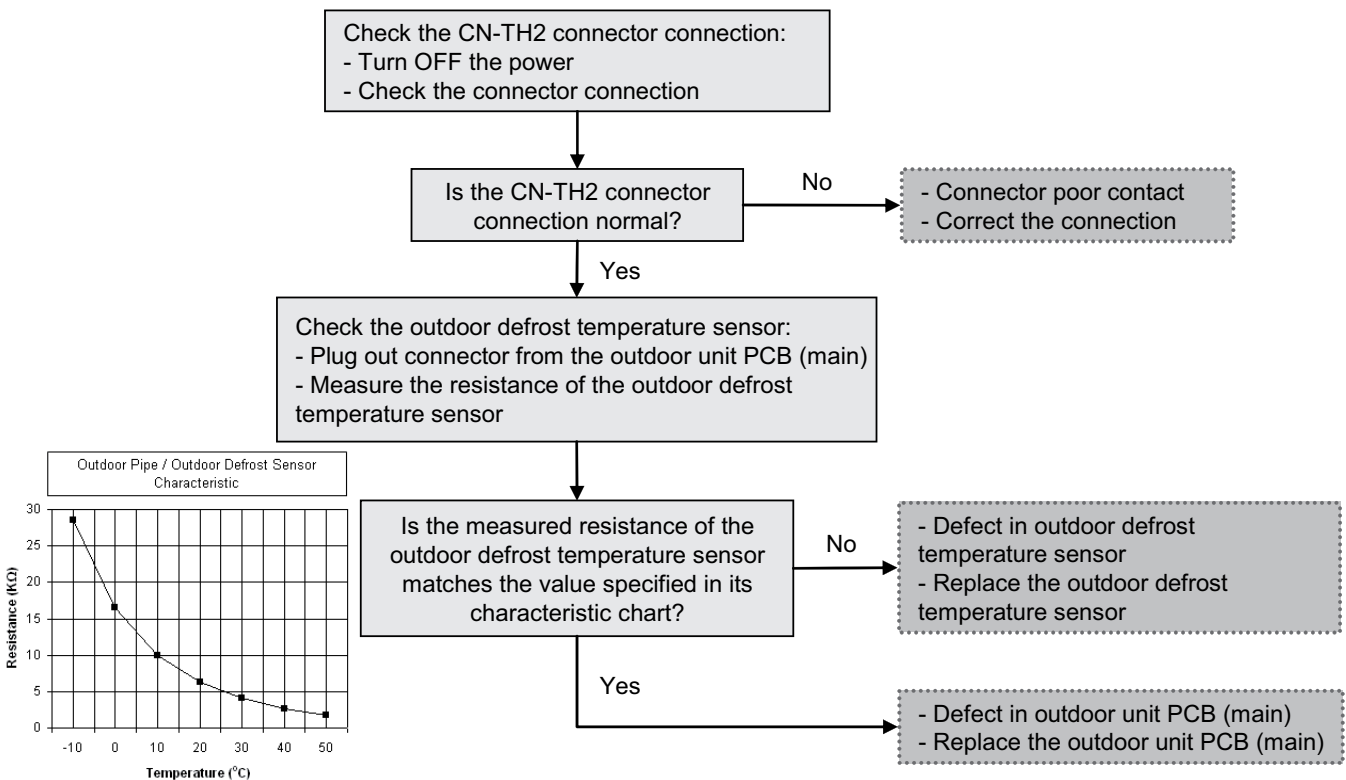 Check the CN-TH2 connector connection:
- Turn OFF the power
- Check the connector connection
Is the CN-TH2 connector
connection normal?
No
- Connector poor contact
- Correct the connection
Yes
Check the outdoor defrost temperature sensor:
- Plug out connector from the outdoor unit PCB (main)
- Measure the resistance of the outdoor defrost
temperature sensor
Outdoor Pipe / Outdoor Defrost Sensor
Characteristic
Resistance (KΩ)
30
25
20
15
10
5
0
-10 0 10 20 30 40 50
Temperature (°C)
Is the measured resistance of the
outdoor defrost temperature sensor
matches the value specified in its
characteristic chart?
No
- Defect in outdoor defrost
temperature sensor
- Replace the outdoor defrost
temperature sensor
Yes
- Defect in outdoor unit PCB (main)
- Replace the outdoor unit PCB (main)